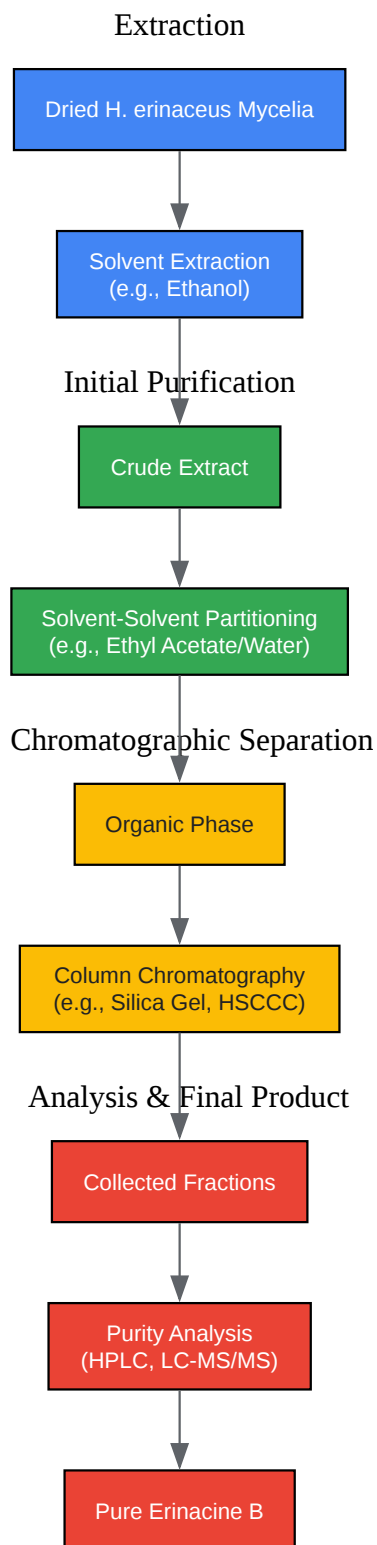 Extraction
Dried H. erinaceus Mycelia
Solvent Extraction
(e.g., Ethanol)
Initial Purification
Crude Extract
Solvent-Solvent Partitioning
(e.g., Ethyl Acetate/Water)
Chromatographic Separation
Organic Phase
Column Chromatography
(e.g., Silica Gel, HSCCC)
Analysis & Final Product
Collected Fractions
Purity Analysis
(HPLC, LC-MS/MS)
Pure Erinacine B